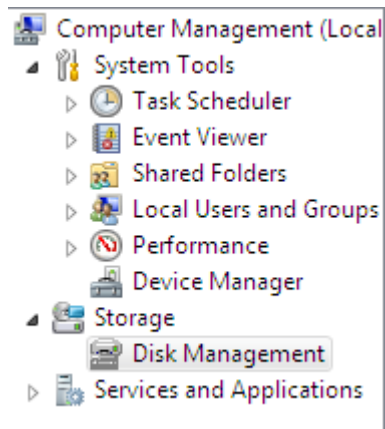 Computer Management (Local
System Tools
Task Scheduler
Event Viewer
Shared Folders
Local Users and Groups
Performance
Device Manager
Storage
Disk Management
Services and Applications